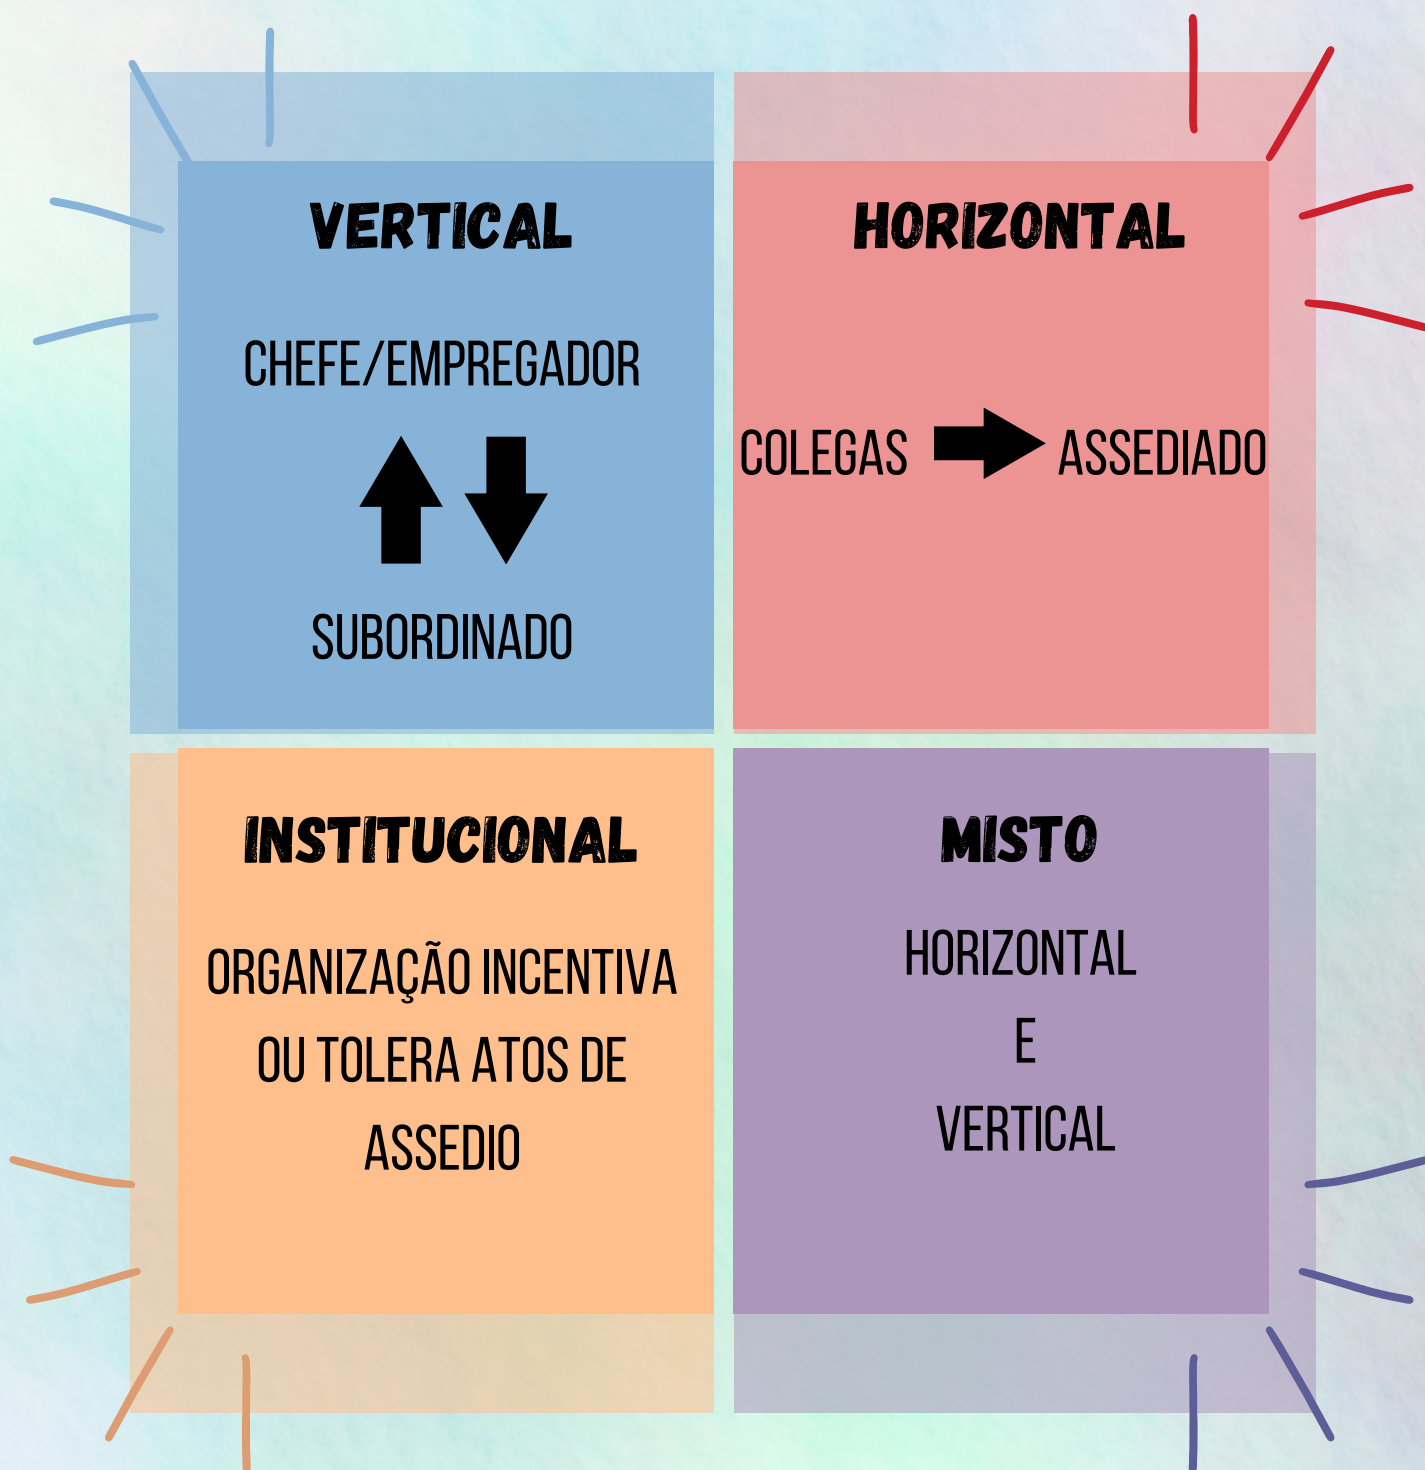 VERTICAL
CHEFE/EMPREGADOR
SUBORDINADO
HORIZONTAL
COLEGAS ASSEDIADO
INSTITUCIONAL
ORGANIZAÇÃO INCENTIVA
OU TOLERA ATOS DE
ASSEDIO
MISTO
HORIZONTAL
E
VERTICAL